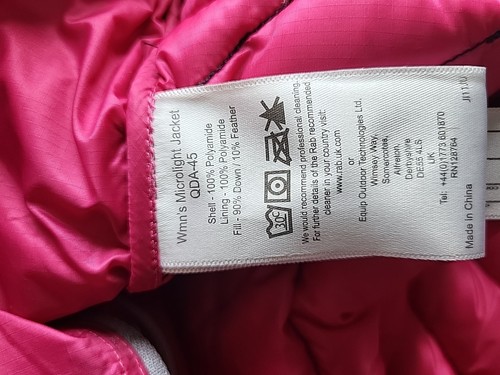 Wmn's Microlight Jacket
QDA-45
Shell - 100% Polyamide
Lining - 100% Polyamide
Fill - 90% Down / 10% Feather
30°
We would recommend professional cleaning.
For further details of the Rab recommended
cleaner in your country visit:
www.rab.uk.com
or
Equip Outdoor Technologies Ltd.
Wimsey Way,
Somercotes,
Alfreton,
Derbyshire,
DE55 4LS
UK
Tel: +44(0)1773 601870
RN128764
Made in China